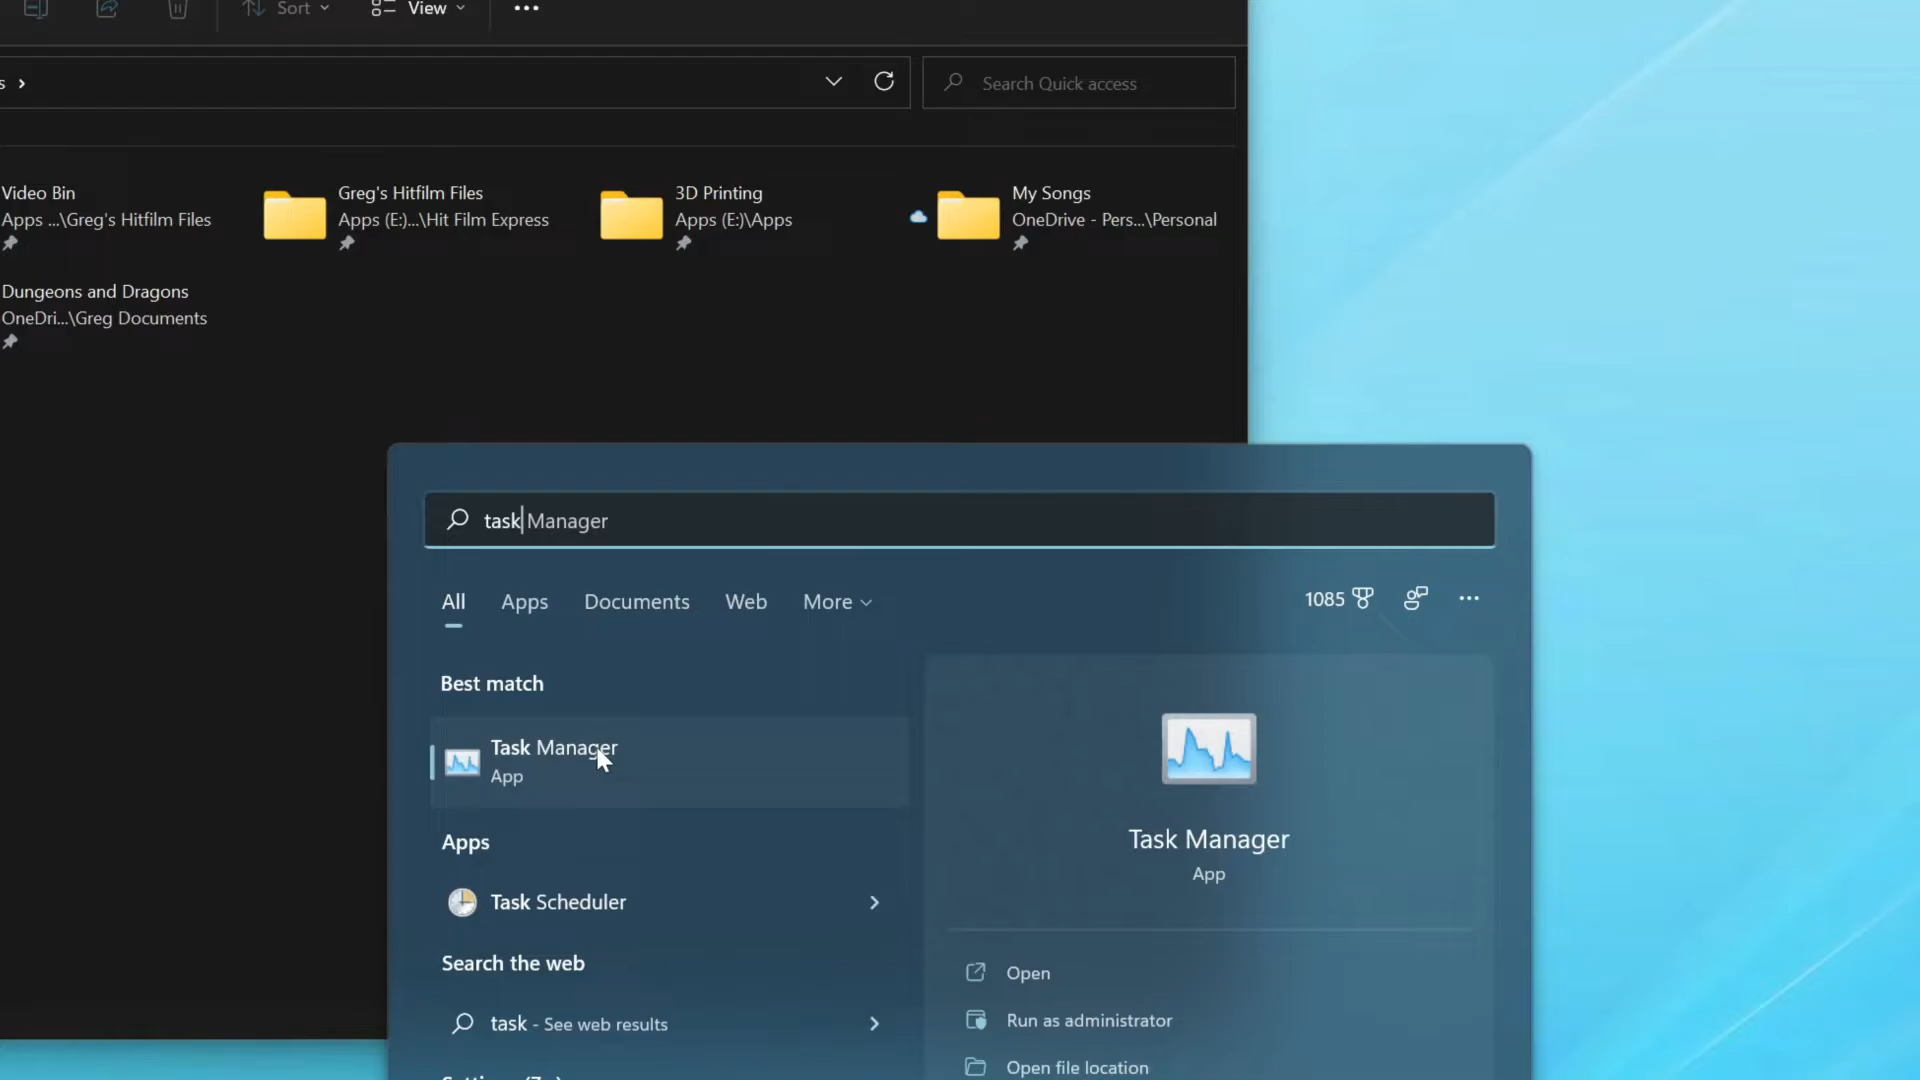 Sort
View
s
Search Quick access
Video Bin
Apps ...\Greg's Hitfilm Files
Greg's Hitfilm Files
Apps (E:)...\Hit Film Express
3D Printing
Apps (E:)\Apps
My Songs
OneDrive - Pers...\Personal
Dungeons and Dragons
OneDri...\Greg Documents
task Manager
All
Apps
Documents
Web
More
1085
Best match
Task Manager
App
Apps
Task Scheduler
Search the web
task - See web results
Task Manager
App
Open
Run as administrator
Open file location